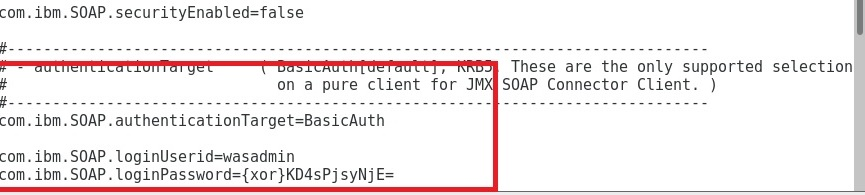 com.ibm.SOAP.securityEnabled=false
#------------------------------------------------------------------------------
# - authenticationTarget ( BasicAuth[default], KRB5. These are the only supported selection
# on a pure client for JMX SOAP Connector Client. )
#------------------------------------------------------------------------------
com.ibm.SOAP.authenticationTarget=BasicAuth
com.ibm.SOAP.loginUserid=wasadmin
com.ibm.SOAP.loginPassword={xor}KD4sPjsyNjE=